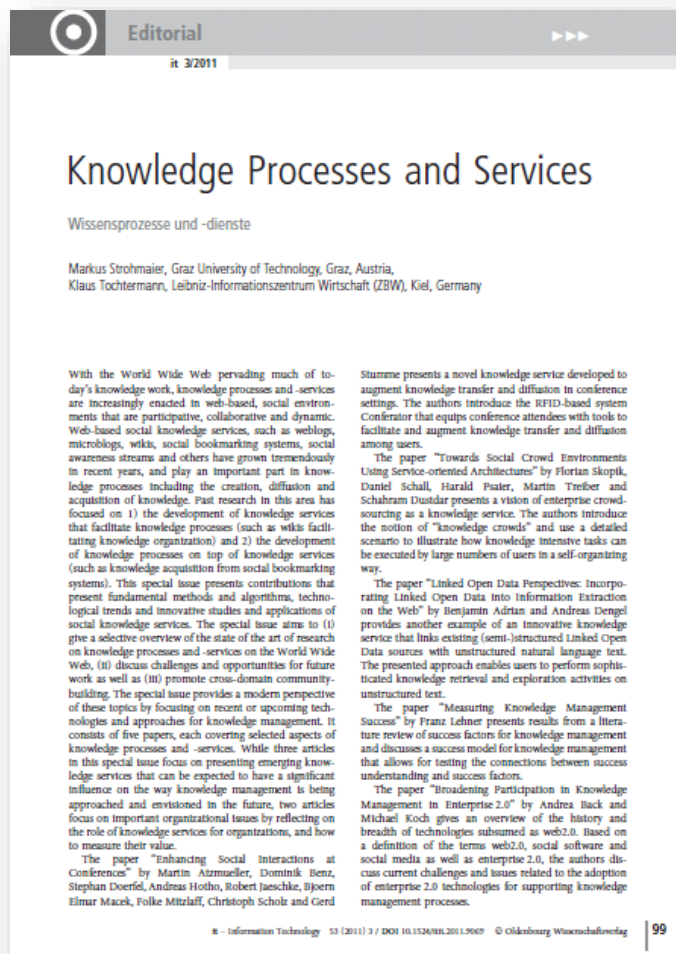 Editorial
it 3/2011
Knowledge Processes and Services
Wissensprozesse und -dienste
Markus Strohmaier, Graz University of Technology, Graz, Austria,
Klaus Tochtermann, Leibniz-Informationszentrum Wirtschaft (ZBW), Kiel, Germany
With the World Wide Web pervading much of to-
day's knowledge work, knowledge processes and -services
are increasingly enacted in web-based, social environ-
ments that are participative, collaborative and dynamic.
Web-based social knowledge services, such as weblogs,
microblogs, wikis, social bookmarking systems, social
awareness streams and others have grown tremendously
in recent years, and play an important part in know-
ledge processes including the creation, diffusion and
acquisition of knowledge. Past research in this area has
focused on 1) the development of knowledge services
that facilitate knowledge processes (such as wikis facili-
tating knowledge organization) and 2) the development
of knowledge processes on top of knowledge services
(such as knowledge acquisition from social bookmarking
systems). This special issue presents contributions that
present fundamental methods and algorithms, techno-
logical trends and innovative studies and applications of
social knowledge services. The special issue aims to (i)
give a selective overview of the state of the art of research
on knowledge processes and -services on the World Wide
Web, (ii) discuss challenges and opportunities for future
work as well as (iii) promote cross-domain community-
building. The special issue provides a modern perspective
of these topics by focusing on recent or upcoming tech-
nologies and approaches for knowledge management. It
consists of five papers, each covering selected aspects of
knowledge processes and -services. While three articles
in this special issue focus on presenting emerging know-
ledge services that can be expected to have a significant
influence on the way knowledge management is being
approached and envisioned in the future, two articles
focus on important organizational issues by reflecting on
the role of knowledge services for organizations, and how
to measure their value.
The paper "Enhancing Social Interactions at
Conferences" by Martin Atzmueller, Dominik Benz,
Stephan Doerfel, Andreas Hotho, Robert Jaeschke, Bjoern
Elmar Macek, Folke Mitzlaff, Christoph Scholz and Gerd
Stumme presents a novel knowledge service developed to
augment knowledge transfer and diffusion in conference
settings. The authors introduce the RFID-based system
Conferator that equips conference attendees with tools to
facilitate and augment knowledge transfer and diffusion
among users.
The paper "Towards Social Crowd Environments
Using Service-oriented Architectures" by Florian Skopik,
Daniel Schall, Harald Psaier, Martin Treiber and
Schahram Dustdar presents a vision of enterprise crowd-
sourcing as a knowledge service. The authors introduce
the notion of "knowledge crowds" and use a detailed
scenario to illustrate how knowledge intensive tasks can
be executed by large numbers of users in a self-organizing
way.
The paper "Linked Open Data Perspectives: Incorpo-
rating Linked Open Data into Information Extraction
on the Web" by Benjamin Adrian and Andreas Dengel
provides another example of an innovative knowledge
service that links existing (semi-)structured Linked Open
Data sources with unstructured natural language text.
The presented approach enables users to perform sophis-
ticated knowledge retrieval and exploration activities on
unstructured text.
The paper "Measuring Knowledge Management
Success" by Franz Lehner presents results from a litera-
ture review of success factors for knowledge management
and discusses a success model for knowledge management
that allows for testing the connections between success
understanding and success factors.
The paper "Broadening Participation in Knowledge
Management in Enterprise 2.0" by Andrea Back and
Michael Koch gives an overview of the history and
breadth of technologies subsumed as web2.0. Based on
a definition of the terms web2.0, social software and
social media as well as enterprise 2.0, the authors dis-
cuss current challenges and issues related to the adoption
of enterprise 2.0 technologies for supporting knowledge
management processes.
it – Information Technology 53 (2011) 3 / DOI 10.1524/itit.2011.9069 © Oldenbourg Wissenschaftsverlag 99